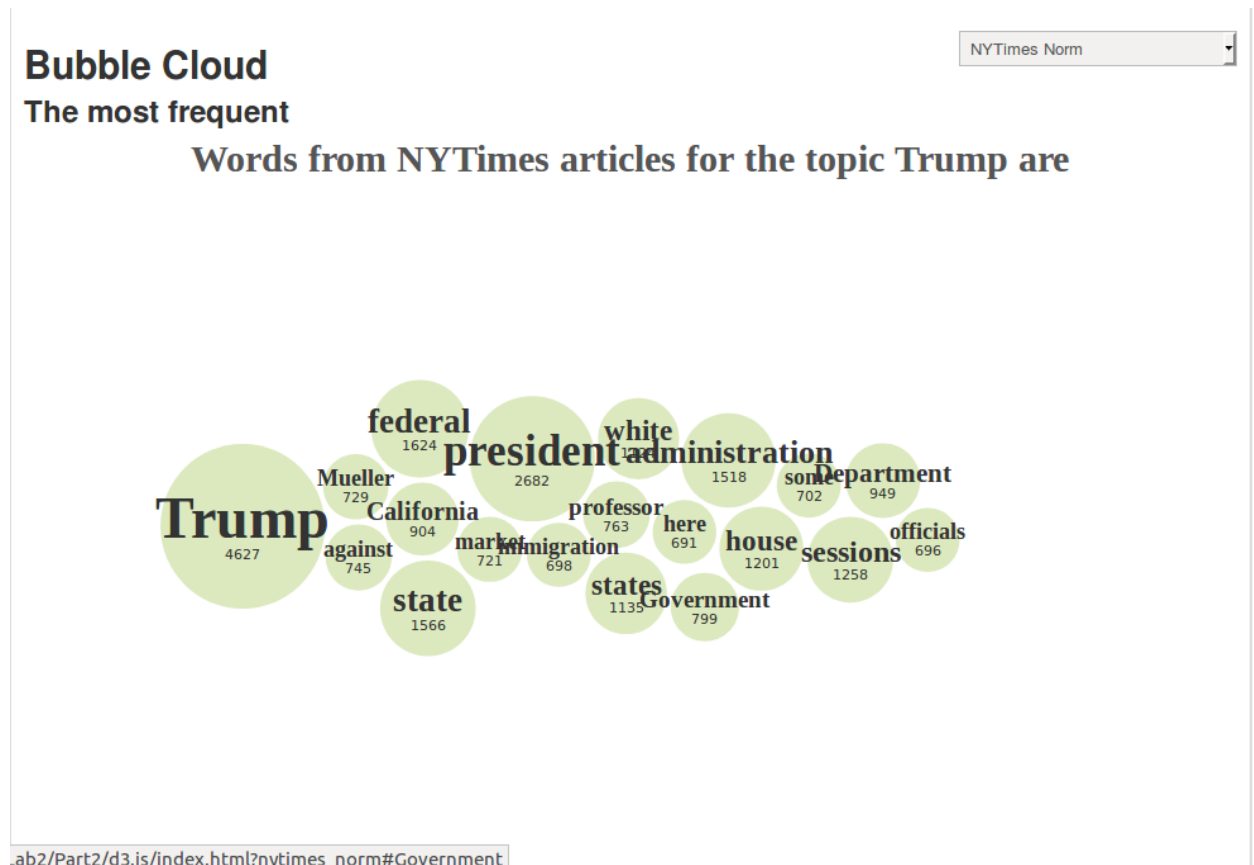 NYTimes Norm
Bubble Cloud
The most frequent
Words from NYTimes articles for the topic Trump are
federal
1624
president
2682
white
administration
1518
Mueller
729
some
702
Department
949
Trump
4627
California
904
professor
763
here
691
against
745
market
721
immigration
698
house
1201
sessions
1258
officials
696
state
1566
states
1135
Government
799
ab2/Part2/d3.js/index.html?nytimes_norm#Government